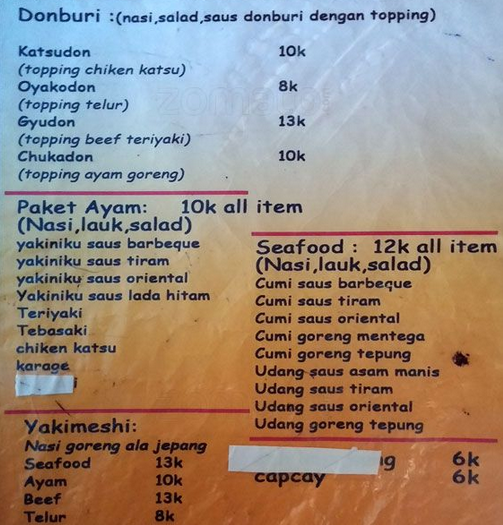 Donburi :(nasi,salad,saus donburi dengan topping)
Katsudon 10k
(topping chiken katsu)
Oyakodon 8k
(topping telur)
Gyudon 13k
(topping beef teriyaki)
Chukadon 10k
(topping ayam goreng)
Paket Ayam: 10k all item
(Nasi,lauk,salad)
yakiniku saus barbeque
yakiniku saus tiram
yakiniku saus oriental
Yakiniku saus lada hitam
Teriyaki
Tebasaki
chiken katsu
karage
Seafood : 12k all item
(Nasi,lauk,salad)
Cumi saus barbeque
Cumi saus tiram
Cumi saus oriental
Cumi goreng mentega
Cumi goreng tepung
Udang saus asam manis
Udang saus tiram
Udang saus oriental
Udang goreng tepung
Yakimeshi:
Nasi goreng ala jepang
Seafood 13k
Ayam 10k
Beef 13k
Telur 8k
6k
capcay 6k